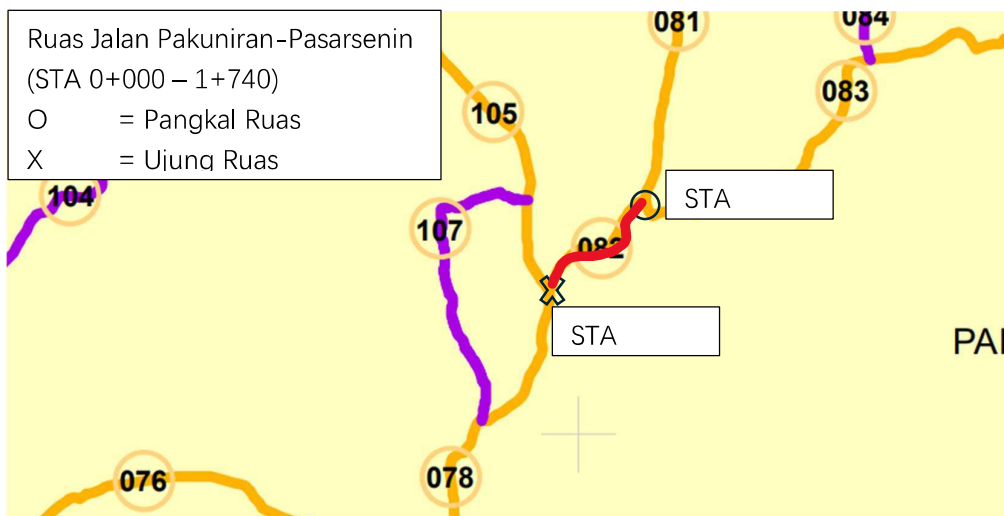 Ruas Jalan Pakuniran-Pasarsenin
(STA 0+000 – 1+740)
O = Pangkal Ruas
X = Ujung Ruas
081
084
083
105
104
STA
107
082
STA
PA
076
078